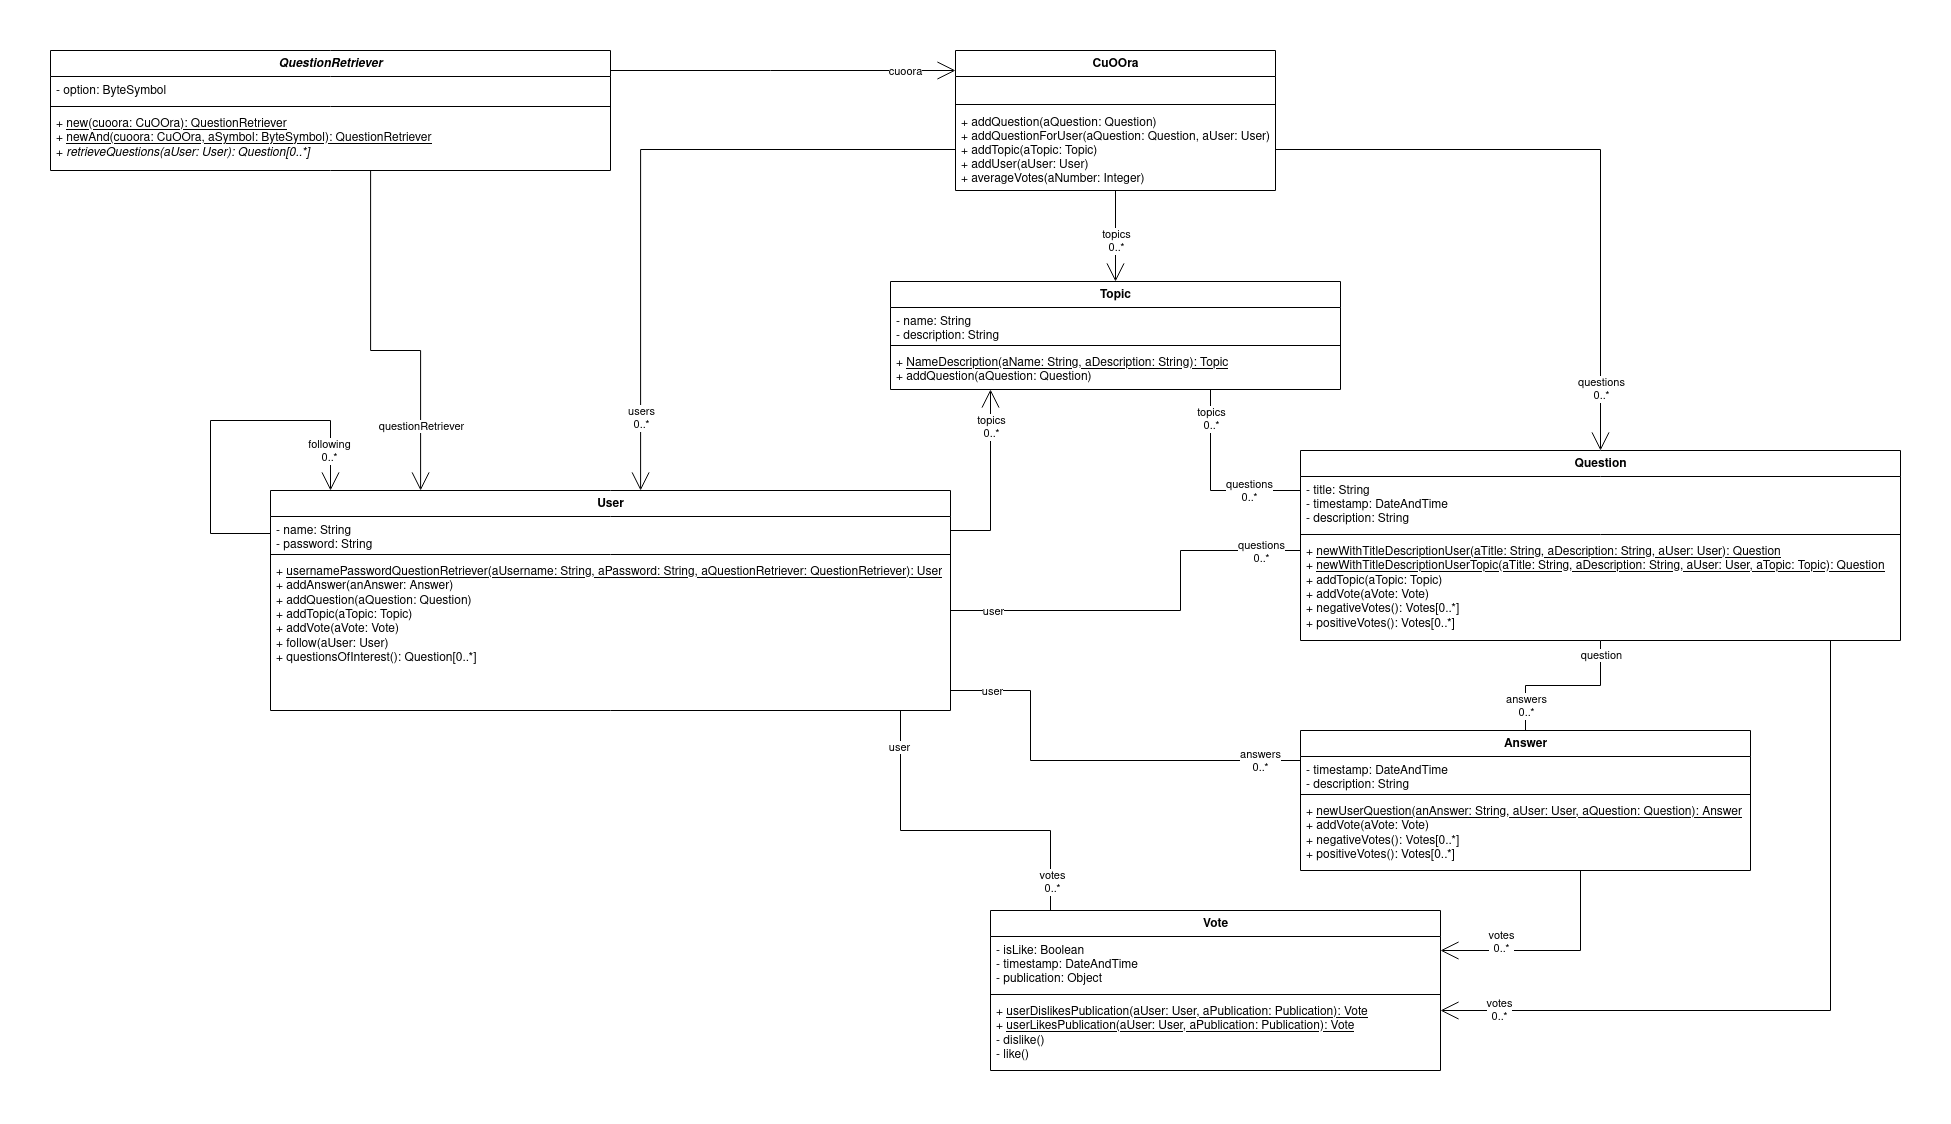 QuestionRetriever
- option: ByteSymbol
+ new(cuoora: CuOOra): QuestionRetriever
+ newAnd(cuoora: CuOOra, aSymbol: ByteSymbol): QuestionRetriever
+ retrieveQuestions(aUser: User): Question[0..*]
cuoora
CuOOra
+ addQuestion(aQuestion: Question)
+ addQuestionForUser(aQuestion: Question, aUser: User)
+ addTopic(aTopic: Topic)
+ addUser(aUser: User)
+ averageVotes(aNumber: Integer)
topics
0..*
Topic
- name: String
- description: String
+ NameDescription(aName: String, aDescription: String): Topic
+ addQuestion(aQuestion: Question)
questions
0..*
users
0..*
topics
0..*
topics
0..*
questionRetriever
following
0..*
User
- name: String
- password: String
+ usernamePasswordQuestionRetriever(aUsername: String, aPassword: String, aQuestionRetriever: QuestionRetriever): User
+ addAnswer(anAnswer: Answer)
+ addQuestion(aQuestion: Question)
+ addTopic(aTopic: Topic)
+ addVote(aVote: Vote)
+ follow(aUser: User)
+ questionsOfInterest(): Question[0..*]
questions
0..*
questions
0..*
user
Question
- title: String
- timestamp: DateAndTime
- description: String
+ newWithTitleDescriptionUser(aTitle: String, aDescription: String, aUser: User): Question
+ newWithTitleDescriptionUserTopic(aTitle: String, aDescription: String, aUser: User, aTopic: Topic): Question
+ addTopic(aTopic: Topic)
+ addVote(aVote: Vote)
+ negativeVotes(): Votes[0..*]
+ positiveVotes(): Votes[0..*]
question
answers
0..*
user
answers
0..*
Answer
- timestamp: DateAndTime
- description: String
+ newUserQuestion(anAnswer: String, aUser: User, aQuestion: Question): Answer
+ addVote(aVote: Vote)
+ negativeVotes(): Votes[0..*]
+ positiveVotes(): Votes[0..*]
user
votes
0..*
Vote
- isLike: Boolean
- timestamp: DateAndTime
- publication: Object
+ userDislikesPublication(aUser: User, aPublication: Publication): Vote
+ userLikesPublication(aUser: User, aPublication: Publication): Vote
- dislike()
- like()
votes
0..*
votes
0..*